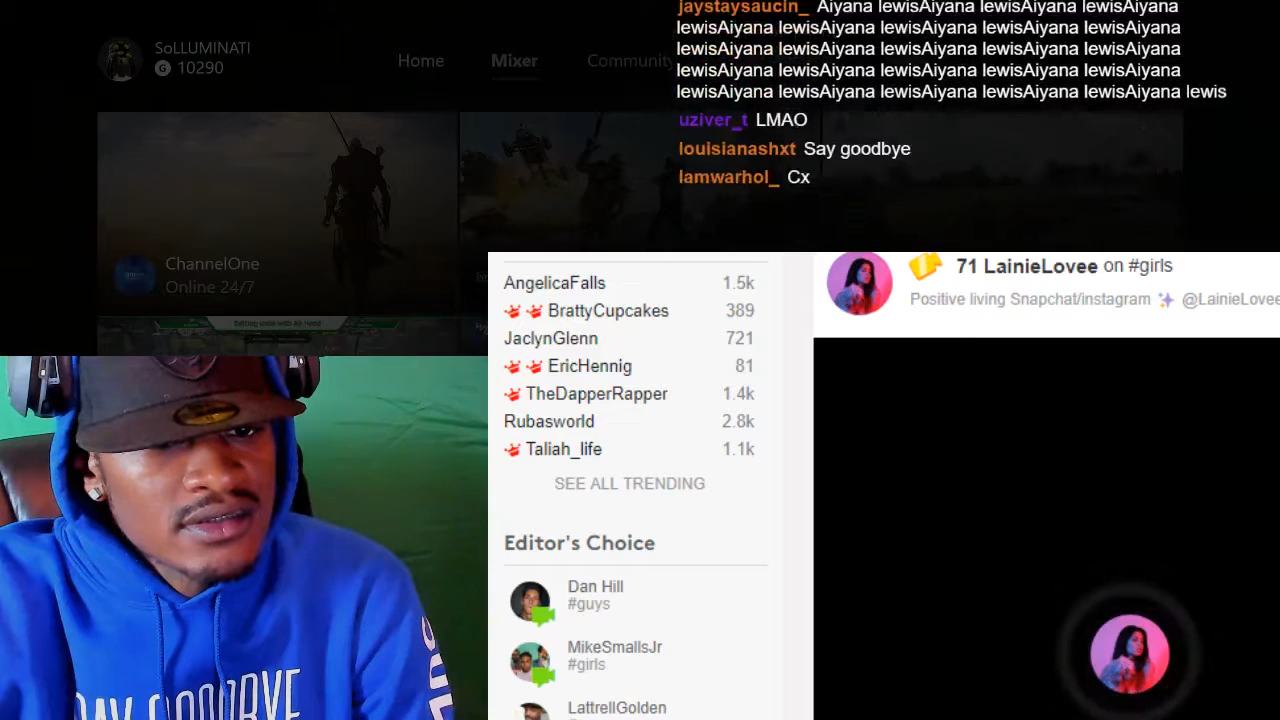 jaystaysaucin_ Aiyana lewisAiyana lewisAiyana lewisAiyana
lewisAiyana lewisAiyana lewisAiyana lewisAiyana lewisAiyana
lewisAiyana lewisAiyana lewisAiyana lewisAiyana lewisAiyana
lewisAiyana lewisAiyana lewisAiyana lewisAiyana lewisAiyana
lewisAiyana lewisAiyana lewisAiyana lewisAiyana lewisAiyana lewis
uziver_t LMAO
louisianashxt Say goodbye
lamwarhol_ Cx
SoLLUMINATI
G 10290
Home Mixer Community
ChannelOne
Online 24/7
AngelicaFalls 1.5k
BrattyCupcakes 389
JaclynGlenn 721
EricHennig 81
TheDapperRapper 1.4k
Rubasworld 2.8k
Taliah_life 1.1k
SEE ALL TRENDING
Editor's Choice
Dan Hill
#guys
MikeSmallsJr
#girls
LattrellGolden
71 LainieLovee on #girls
Positive living Snapchat/instagram ✨ @LainieLovee